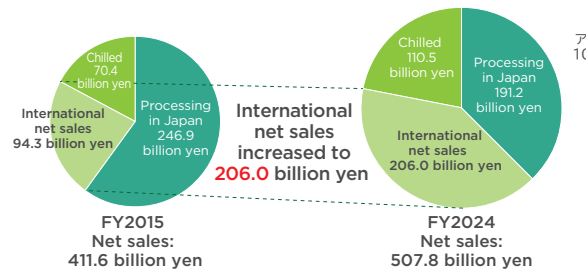 Chilled
70.4
billion yen
Processing
in Japan
246.9
billion yen
International
net sales
94.3 billion yen
FY2015
Net sales:
411.6 billion yen
International
net sales
increased to
206.0 billion yen
Chilled
110.5
billion yen
Processing
in Japan
191.2
billion yen
International
net sales
206.0 billion yen
FY2024
Net sales:
507.8 billion yen
ア
10